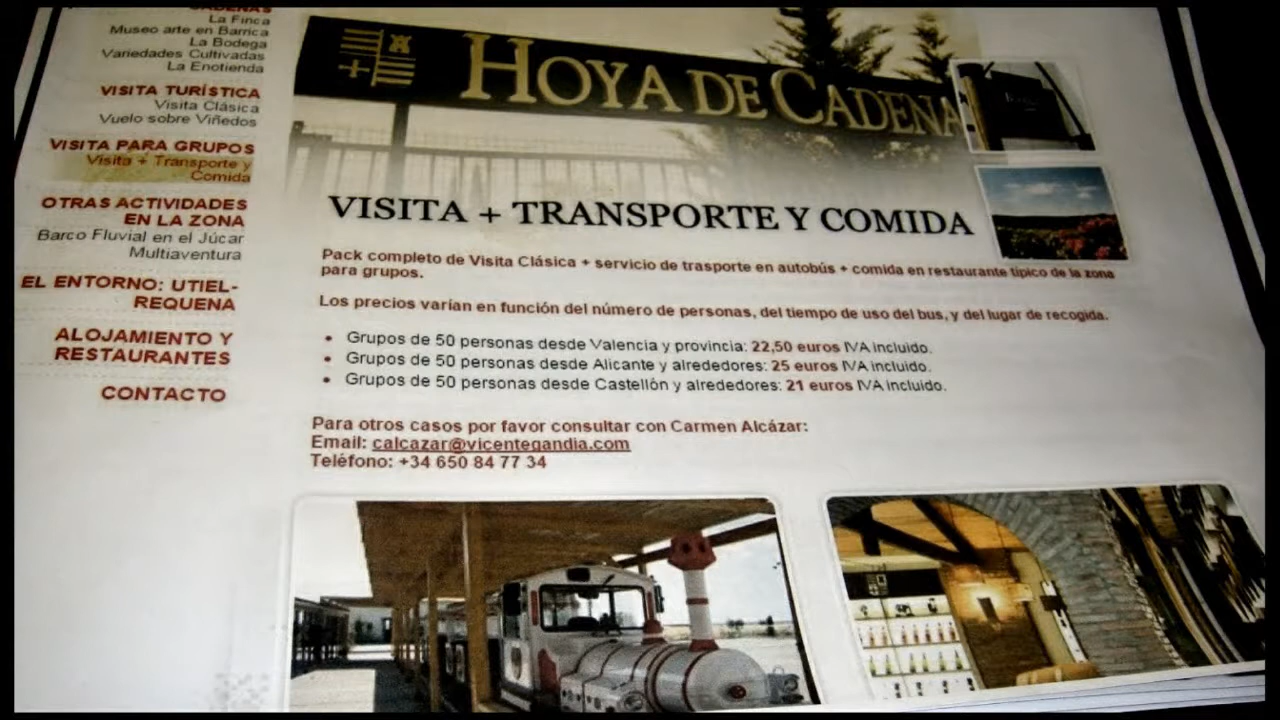 CADENAS
La Finca
Museo arte en Barrica
La Bodega
Variedades Cultivadas
La Enotienda
VISITA TURÍSTICA
Visita Clásica
Vuelo sobre Viñedos
VISITA PARA GRUPOS
Visita + Transporte y
Comida
OTRAS ACTIVIDADES
EN LA ZONA
Barco Fluvial en el Júcar
Multiaventura
EL ENTORNO: UTIEL-
REQUENA
ALOJAMIENTO Y
RESTAURANTES
CONTACTO
HOYA DE CADENA
VISITA + TRANSPORTE Y COMIDA
Pack completo de Visita Clásica + servicio de trasporte en autobús + comida en restaurante típico de la zona
para grupos.
Los precios varían en función del número de personas, del tiempo de uso del bus, y del lugar de recogida.
• Grupos de 50 personas desde Valencia y provincia: 22,50 euros IVA incluido.
• Grupos de 50 personas desde Alicante y alrededores: 25 euros IVA incluido.
• Grupos de 50 personas desde Castellón y alrededores: 21 euros IVA incluido.
Para otros casos por favor consultar con Carmen Alcázar:
Email: calcazar@vicentegandia.com
Teléfono: +34 650 84 77 34